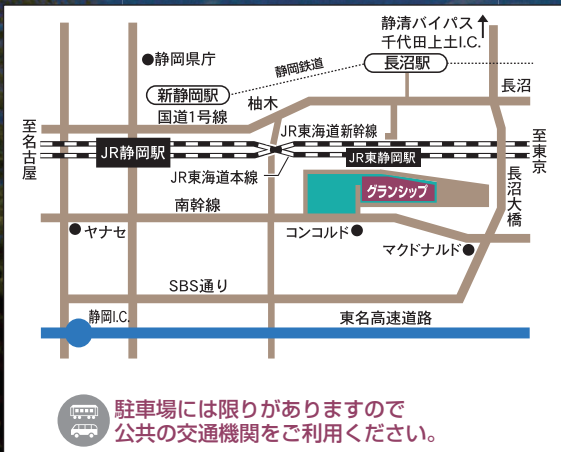 静清バイパス
千代田上土I.C.
静岡県庁
静岡鉄道
長沼駅
新静岡駅
柚木
長沼
国道1号線
至名古屋
JR東海道新幹線
至東京
JR静岡駅
JR東静岡駅
JR東海道本線
グランシップ
長沼大橋
南幹線
ヤナセ
コンコルド
マクドナルド
SBS通り
静岡I.C.
東名高速道路
駐車場には限りがありますので
公共の交通機関をご利用ください。